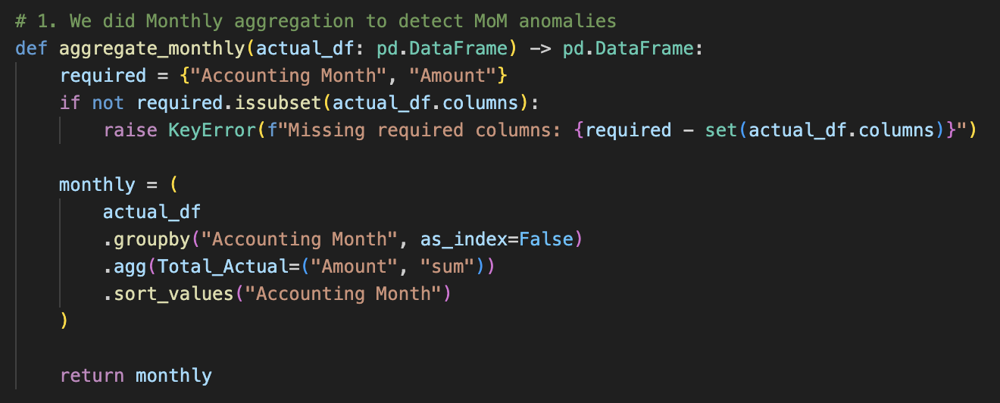 # 1. We did Monthly aggregation to detect MoM anomalies
def aggregate_monthly(actual_df: pd.DataFrame) -> pd.DataFrame:
    required = {"Accounting Month", "Amount"}
    if not required.issubset(actual_df.columns):
        raise KeyError(f"Missing required columns: {required - set(actual_df.columns)}")

    monthly = (
        actual_df
        .groupby("Accounting Month", as_index=False)
        .agg(Total_Actual=("Amount", "sum"))
        .sort_values("Accounting Month")
    )

    return monthly